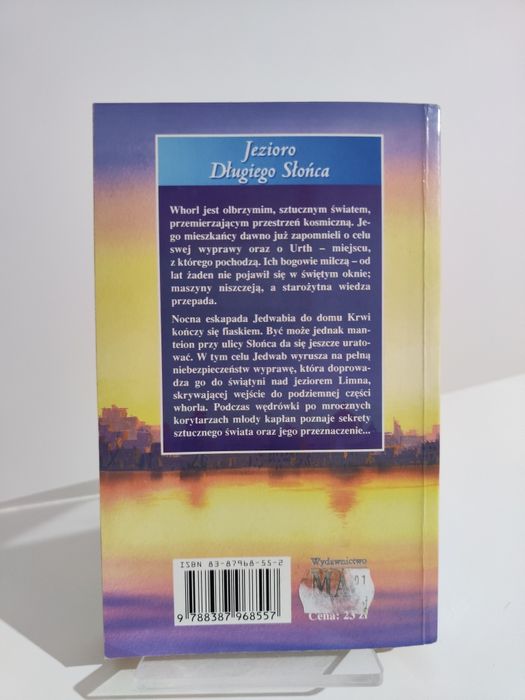 Jezioro
Długiego Słońca
Whorl jest olbrzymim, sztucznym światem,
przemierzającym przestrzeń kosmiczną. Je-
go mieszkańcy dawno już zapomnieli o celu
swej wyprawy oraz o Urth – miejscu,
z którego pochodzą. Ich bogowie milczą – od
lat żaden nie pojawił się w świętym oknie;
maszyny niszczeją, a starożytna wiedza
przepada.
Nocna eskapada Jedwabia do domu Krwi
kończy się fiaskiem. Być może jednak man-
teion przy ulicy Słońca da się jeszcze urato-
wać. W tym celu Jedwab wyrusza na pełną
niebezpieczeństw wyprawę, która doprowa-
dza go do świątyni nad jeziorem Limna,
skrywającej wejście do podziemnej części
whorla. Podczas wędrówki po mrocznych
korytarzach młody kapłan poznaje sekrety
sztucznego świata oraz jego przeznaczenie...
ISBN 83-87968-55-2
9 788387 968557
Wydawnictwo
MA
01
Cena: 25 zł